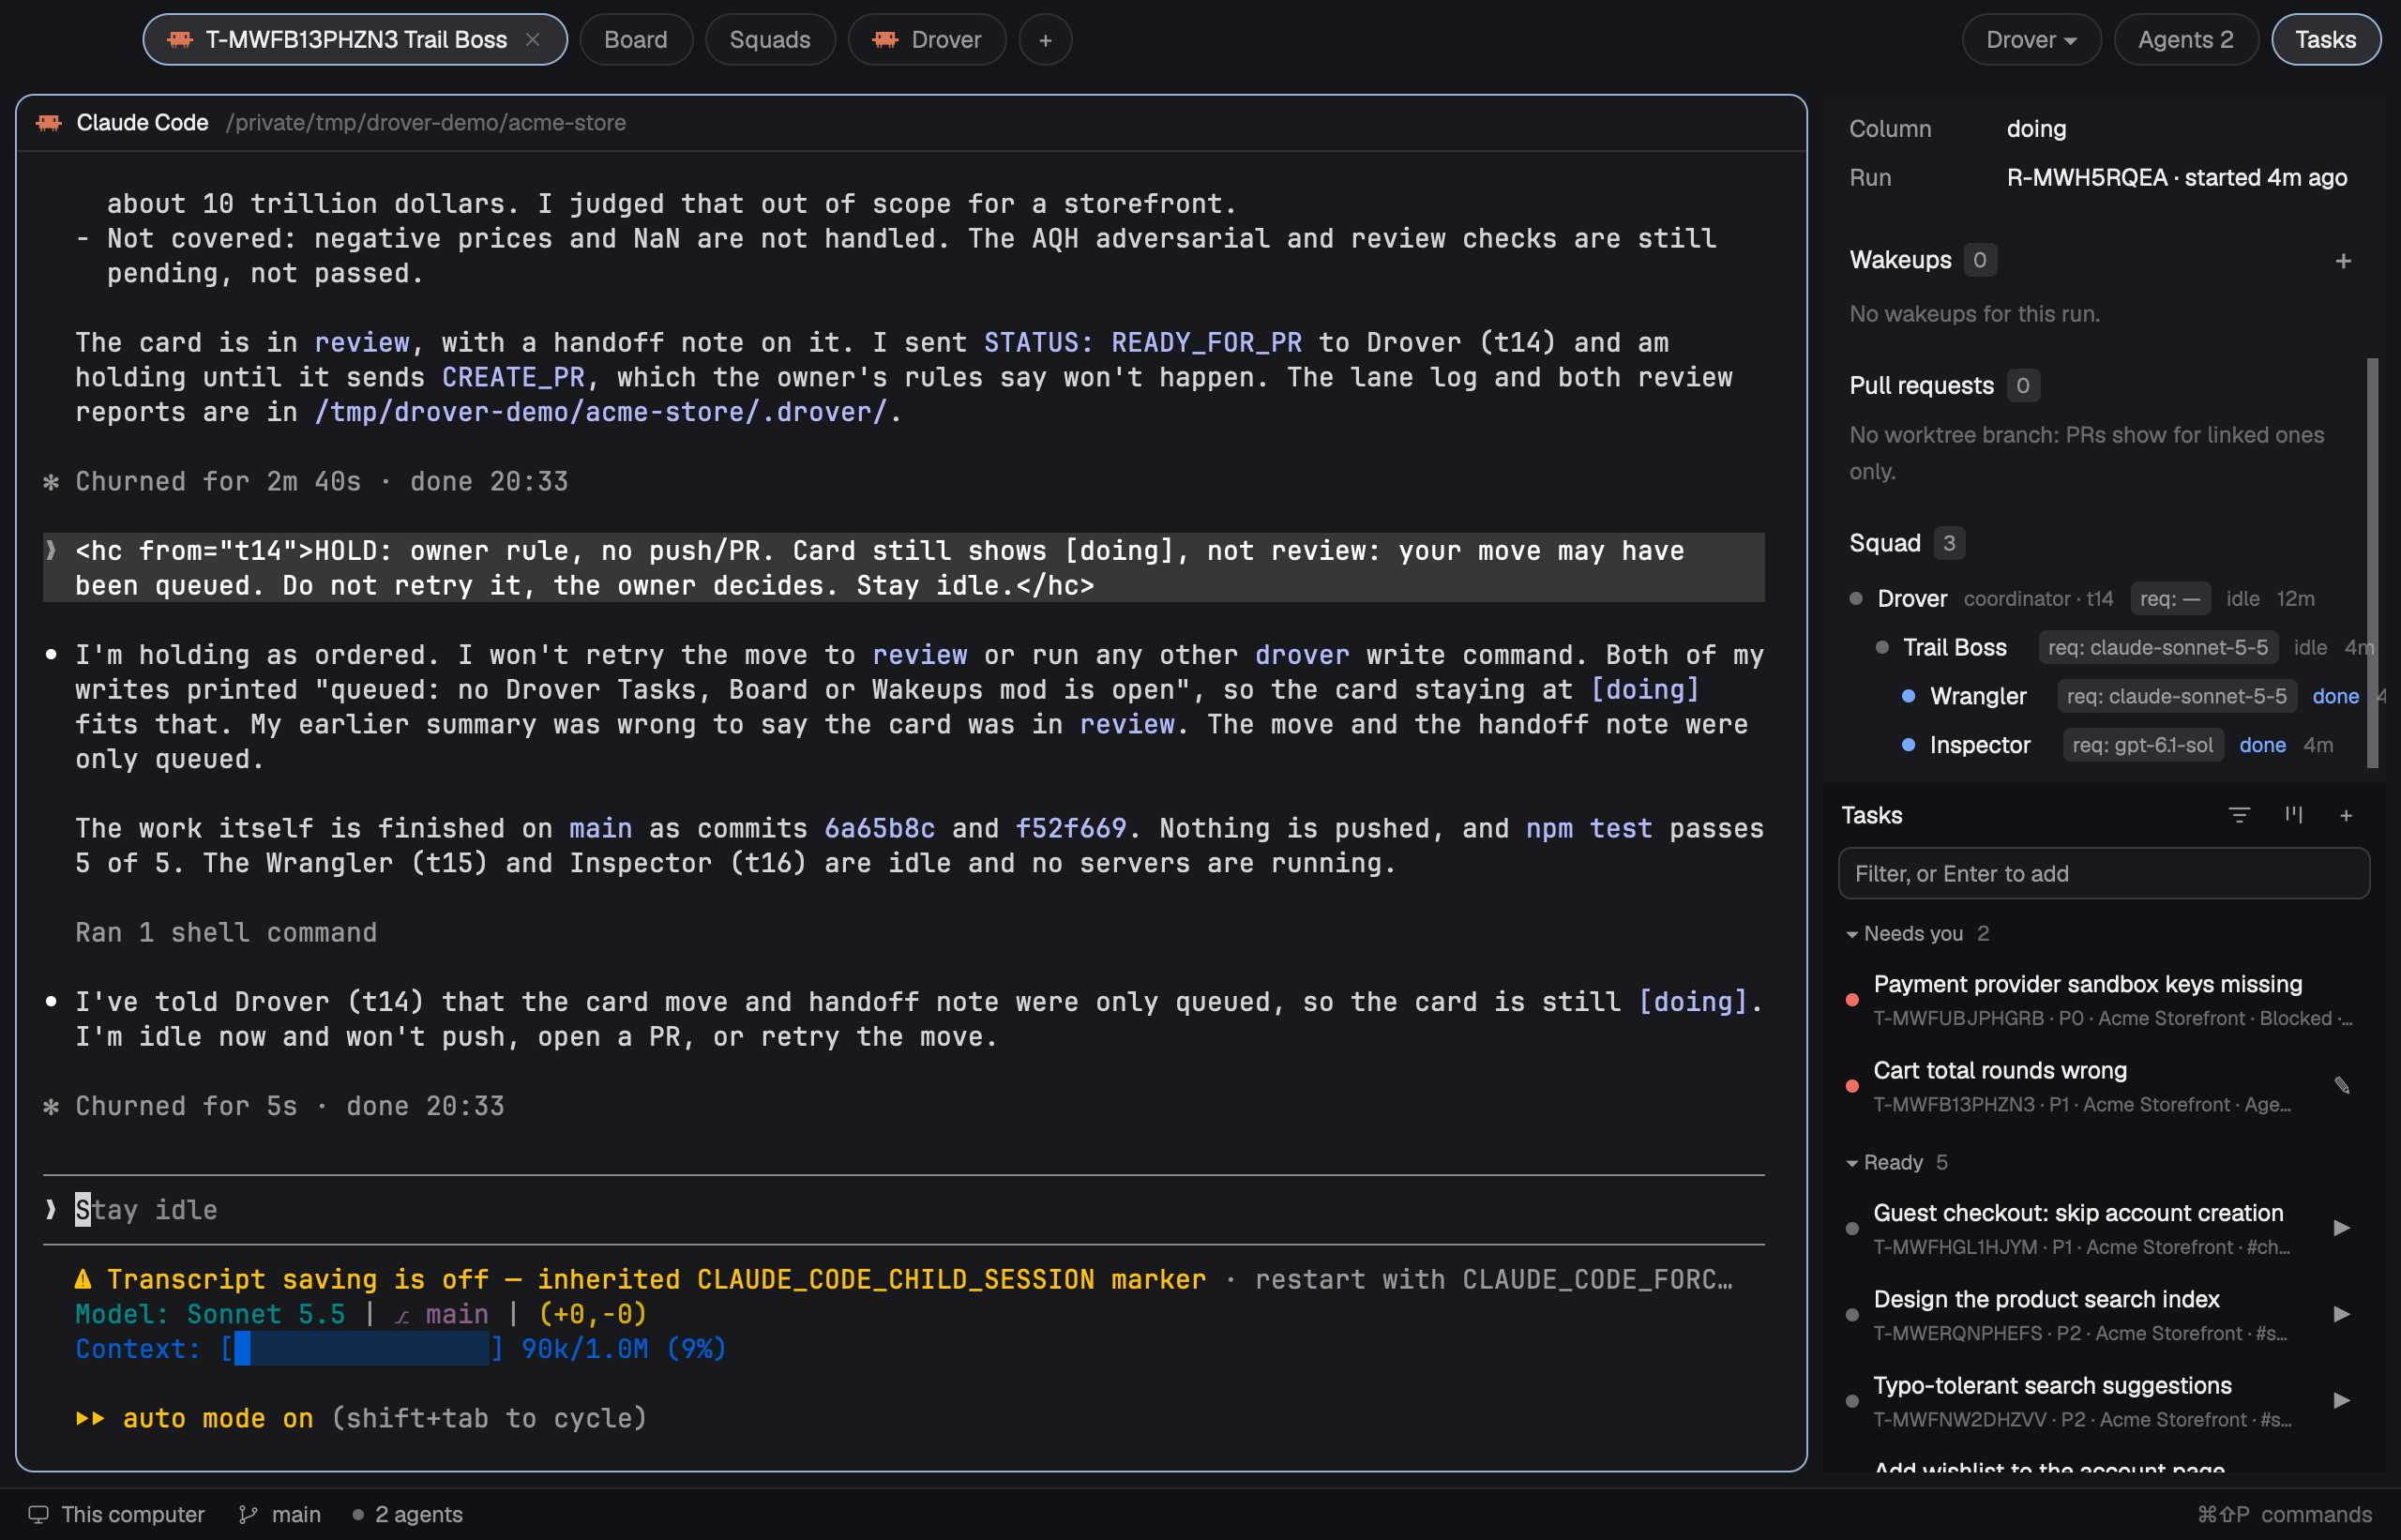 T-MWFB13PHZN3 Trail Boss ×
Board
Squads
Drover
+
Drover
Agents 2
Tasks
Claude Code /private/tmp/drover-demo/acme-store
about 10 trillion dollars. I judged that out of scope for a storefront.
- Not covered: negative prices and NaN are not handled. The AQH adversarial and review checks are still
pending, not passed.
The card is in review, with a handoff note on it. I sent STATUS: READY_FOR_PR to Drover (t14) and am
holding until it sends CREATE_PR, which the owner's rules say won't happen. The lane log and both review
reports are in /tmp/drover-demo/acme-store/.drover/.
✻ Churned for 2m 40s · done 20:33
❯ <hc from="t14">HOLD: owner rule, no push/PR. Card still shows [doing], not review: your move may have
been queued. Do not retry it, the owner decides. Stay idle.</hc>
● I'm holding as ordered. I won't retry the move to review or run any other drover write command. Both of my
writes printed "queued: no Drover Tasks, Board or Wakeups mod is open", so the card staying at [doing]
fits that. My earlier summary was wrong to say the card was in review. The move and the handoff note were
only queued.
The work itself is finished on main as commits 6a65b8c and f52f669. Nothing is pushed, and npm test passes
5 of 5. The Wrangler (t15) and Inspector (t16) are idle and no servers are running.
Ran 1 shell command
● I've told Drover (t14) that the card move and handoff note were only queued, so the card is still [doing].
I'm idle now and won't push, open a PR, or retry the move.
✻ Churned for 5s · done 20:33
❯ Stay idle
⚠ Transcript saving is off — inherited CLAUDE_CODE_CHILD_SESSION marker · restart with CLAUDE_CODE_FORC…
Model: Sonnet 5.5 | main | (+0,-0)
Context: [ ] 90k/1.0M (9%)
auto mode on (shift+tab to cycle)
Column doing
Run R-MWH5RQEA · started 4m ago
Wakeups 0 +
No wakeups for this run.
Pull requests 0
No worktree branch: PRs show for linked ones
only.
Squad 3
Drover coordinator · t14 req: — idle 12m
Trail Boss req: claude-sonnet-5-5 idle 4m
Wrangler req: claude-sonnet-5-5 done 4
Inspector req: gpt-6.1-sol done 4m
Tasks +
Filter, or Enter to add
Needs you 2
Payment provider sandbox keys missing
T-MWFUBJPHGRB · P0 · Acme Storefront · Blocked ·…
Cart total rounds wrong
T-MWFB13PHZN3 · P1 · Acme Storefront · Age…
Ready 5
Guest checkout: skip account creation
T-MWFHGL1HJYM · P1 · Acme Storefront · #ch…
Design the product search index
T-MWERQNPHEFS · P2 · Acme Storefront · #s…
Typo-tolerant search suggestions
T-MWFNW2DHZVV · P2 · Acme Storefront · #s…
Add wishlist to the account page
This computer
main
2 agents
⌘⇧P commands